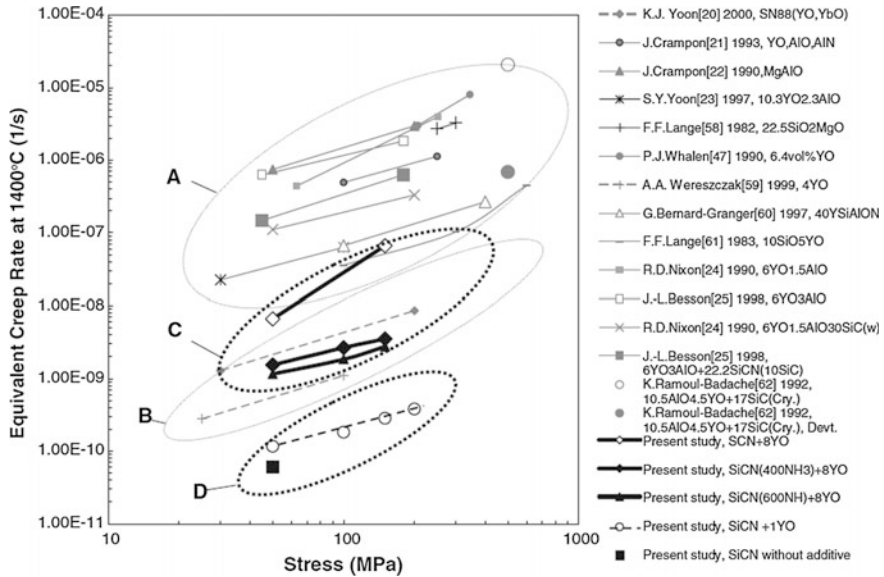 Equivalent Creep Rate at 1400°C (1/s)
1.00E-04
1.00E-05
1.00E-06
1.00E-07
1.00E-08
1.00E-09
1.00E-10
1.00E-11
A
C
B
D
10
100
1000
Stress (MPa)
K.J. Yoon[20] 2000, SN88(YO,YbO)
J.Crampon[21] 1993, YO,AlO,AlN
J.Crampon[22] 1990,MgAlO
S.Y.Yoon[23] 1997, 10.3YO2.3AlO
F.F.Lange[58] 1982, 22.5SiO2MgO
P.J.Whalen[47] 1990, 6.4vol%YO
A.A. Wereszczak[59] 1999, 4YO
G.Bernard-Granger[60] 1997, 40YSiAlON
F.F.Lange[61] 1983, 10SiO5YO
R.D.Nixon[24] 1990, 6YO1.5AlO
J.-L.Besson[25] 1998, 6YO3AlO
R.D.Nixon[24] 1990, 6YO1.5AlO30SiC(w)
J.-L.Besson[25] 1998,
6YO3AlO+22.2SiCN(10SiC)
K.Ramoul-Badache[62] 1992,
10.5AlO4.5YO+17SiC(Cry.)
K.Ramoul-Badache[62] 1992,
10.5AlO4.5YO+17SiC(Cry.), Devt.
Present study, SCN+8YO
Present study, SiCN(400NH3)+8YO
Present study, SiCN(600NH)+8YO
Present study, SiCN +1YO
Present study, SiCN without additive